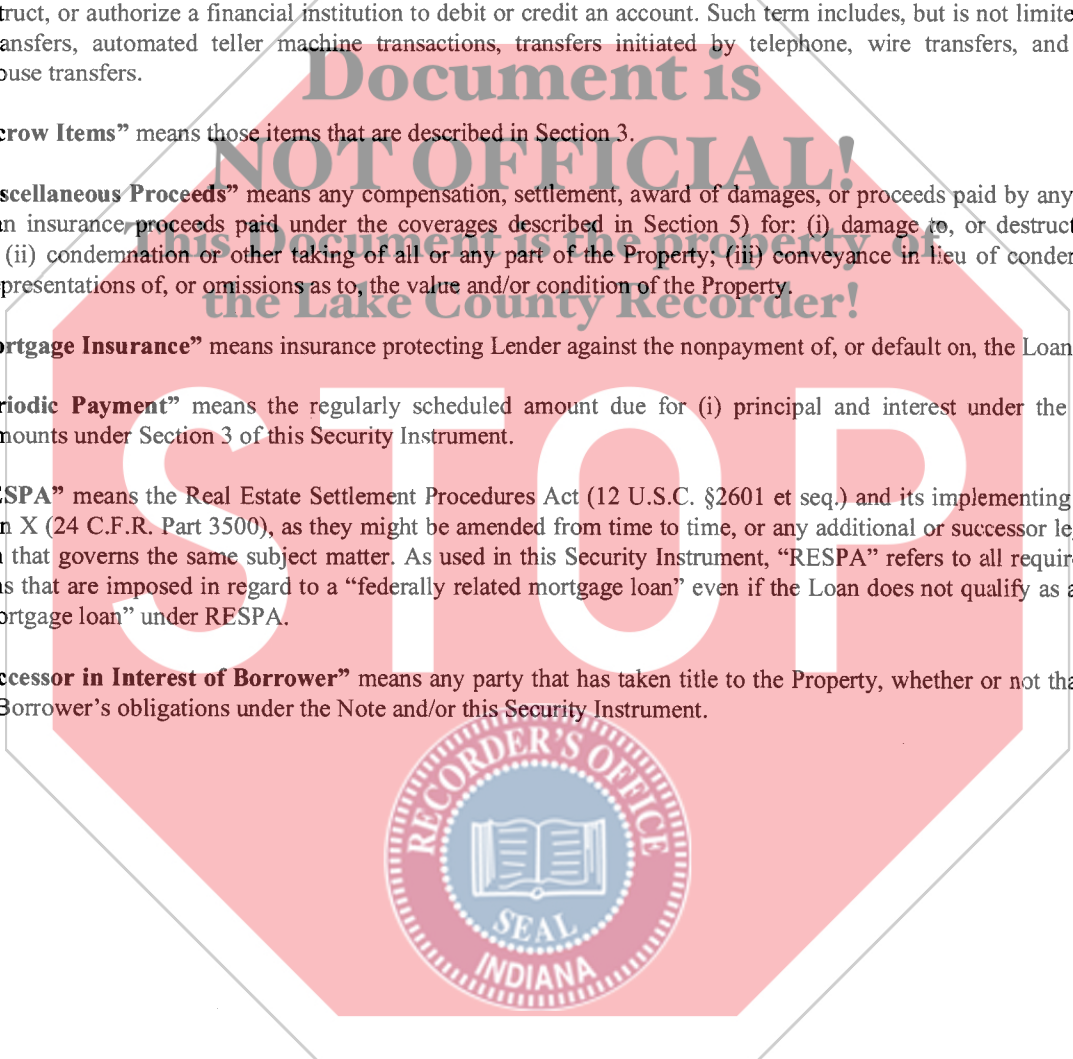 truct, or authorize a financial institution to debit or credit an account. Such term includes, but is not limite
ansfers, automated teller machine transactions, transfers initiated by telephone, wire transfers, and
ouse transfers.
crow Items” means those items that are described in Section 3.
scellaneous Proceeds” means any compensation, settlement, award of damages, or proceeds paid by any
n insurance proceeds paid under the coverages described in Section 5) for: (i) damage to, or destruct
(ii) condemnation or other taking of all or any part of the Property; (iii) conveyance in lieu of conder
presentations of, or omissions as to, the value and/or condition of the Property.
ortgage Insurance” means insurance protecting Lender against the nonpayment of, or default on, the Loan
riodic Payment” means the regularly scheduled amount due for (i) principal and interest under the
mounts under Section 3 of this Security Instrument.
ESPA” means the Real Estate Settlement Procedures Act (12 U.S.C. §2601 et seq.) and its implementing
n X (24 C.F.R. Part 3500), as they might be amended from time to time, or any additional or successor le
n that governs the same subject matter. As used in this Security Instrument, “RESPA” refers to all requir
ns that are imposed in regard to a “federally related mortgage loan” even if the Loan does not qualify as a
ortgage loan” under RESPA.
ccessor in Interest of Borrower” means any party that has taken title to the Property, whether or not tha
Borrower’s obligations under the Note and/or this Security Instrument.
Document is
NOT OFFICIAL!
This Document is the property of
the Lake County Recorder!
STOP
RECORDER'S OFFICE
SEAL
INDIANA